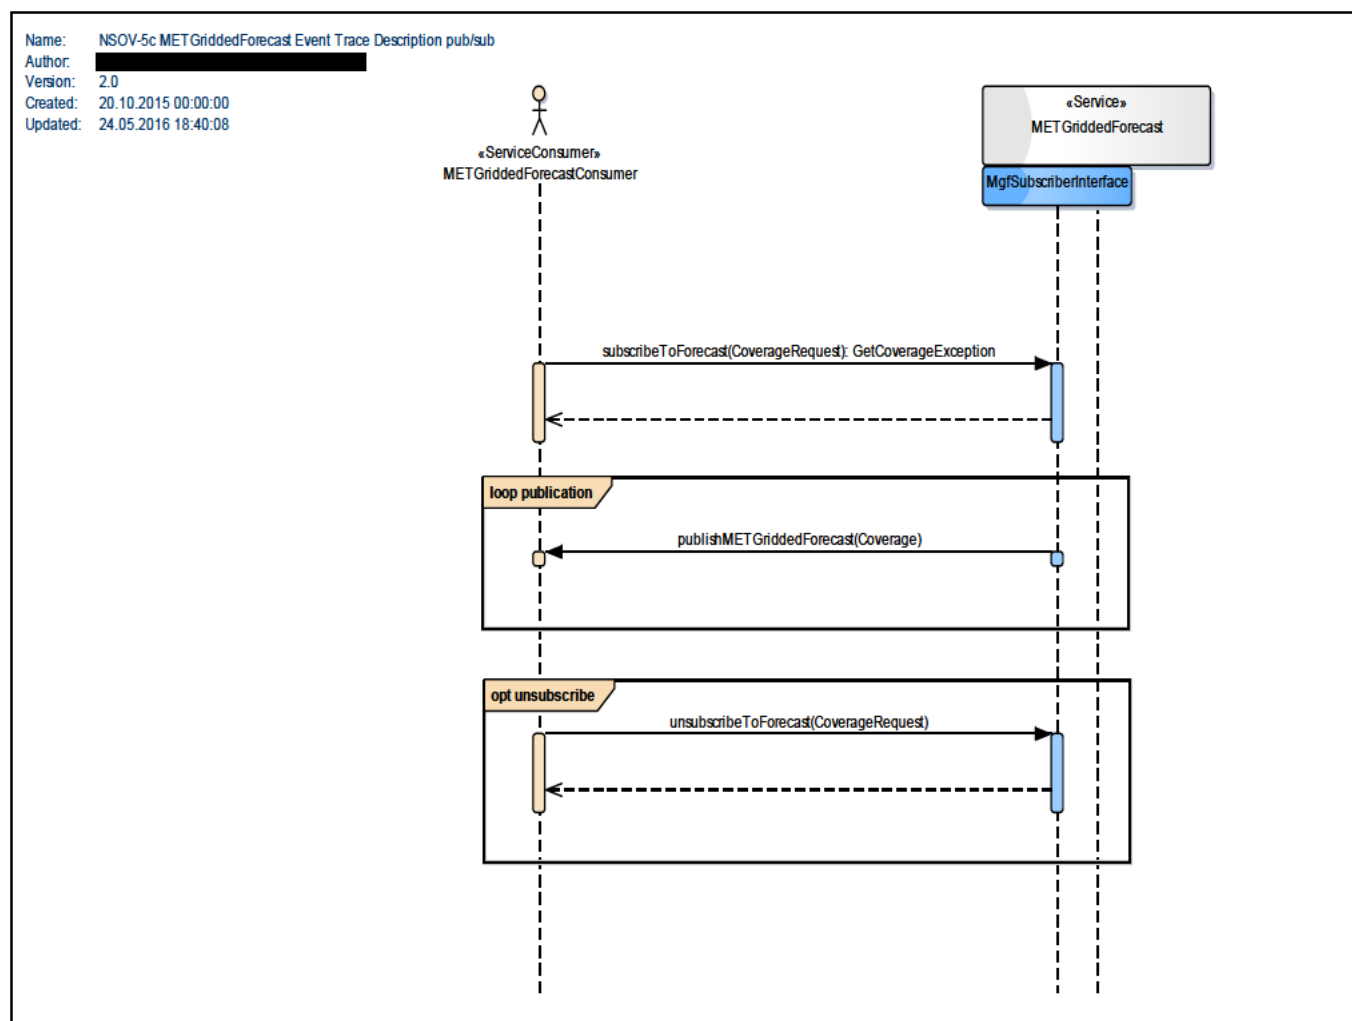 Name: NSOV-5c METGriddedForecast Event Trace Description pub/sub
Author:
Version: 2.0
Created: 20.10.2015 00:00:00
Updated: 24.05.2016 18:40:08
«ServiceConsumer»
METGriddedForecastConsumer
«Service»
METGriddedForecast
MgfSubscriberInterface
subscribeToForecast(CoverageRequest): GetCoverageException
loop publication
publishMETGriddedForecast(Coverage)
opt unsubscribe
unsubscribeToForecast(CoverageRequest)